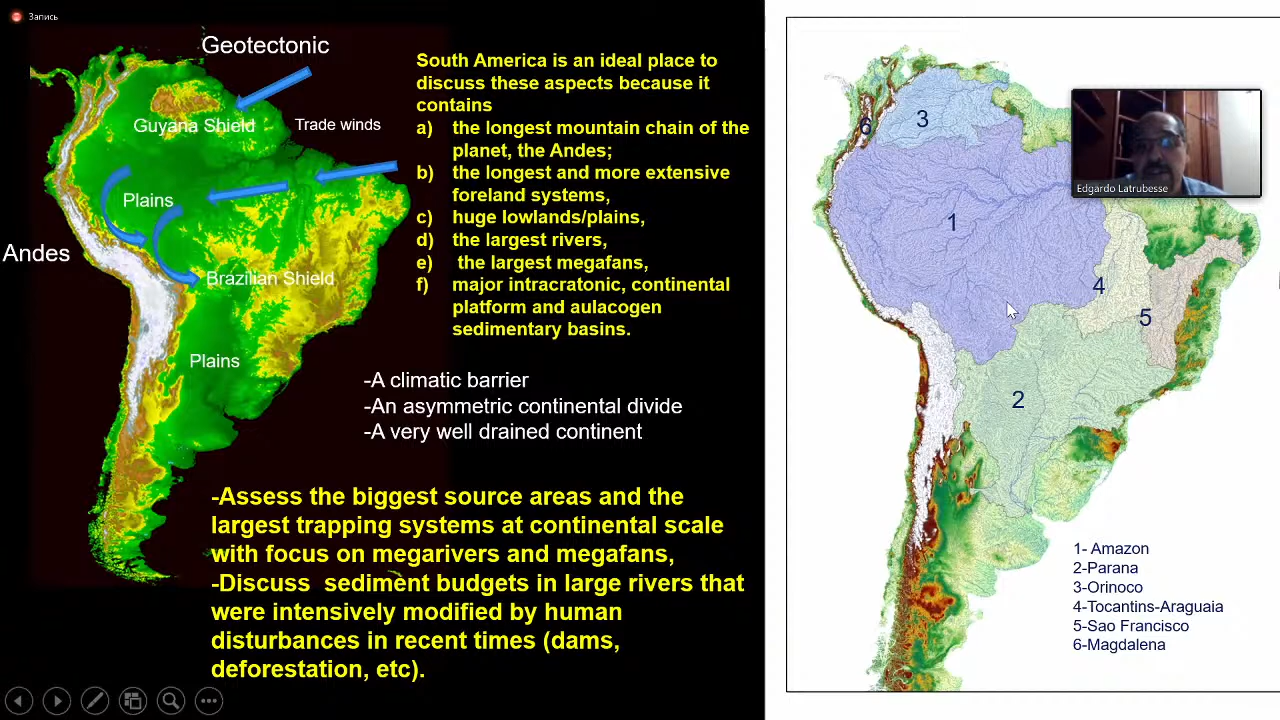 Запись
Geotectonic
Guyana Shield
Trade winds
Plains
Andes
Brazilian Shield
Plains
South America is an ideal place to
discuss these aspects because it
contains
a) the longest mountain chain of the
planet, the Andes;
b) the longest and more extensive
foreland systems,
c) huge lowlands/plains,
d) the largest rivers,
e) the largest megafans,
f) major intracratonic, continental
platform and aulacogen
sedimentary basins.
-A climatic barrier
-An asymmetric continental divide
-A very well drained continent
-Assess the biggest source areas and the
largest trapping systems at continental scale
with focus on megarivers and megafans,
-Discuss sediment budgets in large rivers that
were intensively modified by human
disturbances in recent times (dams,
deforestation, etc).
3
6
1
4
5
2
Edgardo Latrubesse
1- Amazon
2-Parana
3-Orinoco
4-Tocantins-Araguaia
5-Sao Francisco
6-Magdalena